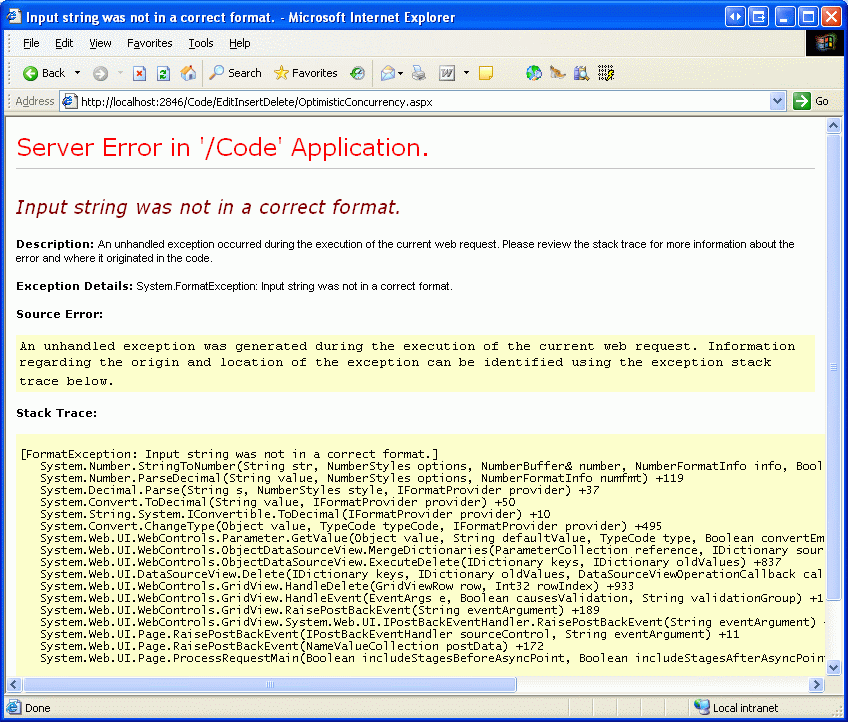 Input string was not in a correct format. - Microsoft Internet Explorer
File Edit View Favorites Tools Help
Back Search Favorites
Address http://localhost:2846/Code/EditInsertDelete/OptimisticConcurrency.aspx Go
Server Error in '/Code' Application.
Input string was not in a correct format.
Description: An unhandled exception occurred during the execution of the current web request. Please review the stack trace for more information about the
error and where it originated in the code.
Exception Details: System.FormatException: Input string was not in a correct format.
Source Error:
An unhandled exception was generated during the execution of the current web request. Information
regarding the origin and location of the exception can be identified using the exception stack
trace below.
Stack Trace:
[FormatException: Input string was not in a correct format.]
System.Number.StringToNumber(String str, NumberStyles options, NumberBuffer& number, NumberFormatInfo info, Bool
System.Number.ParseDecimal(String value, NumberStyles options, NumberFormatInfo numfmt) +119
System.Decimal.Parse(String s, NumberStyles style, IFormatProvider provider) +37
System.Convert.ToDecimal(String value, IFormatProvider provider) +50
System.String.System.IConvertible.ToDecimal(IFormatProvider provider) +10
System.Convert.ChangeType(Object value, TypeCode typeCode, IFormatProvider provider) +495
System.Web.UI.WebControls.Parameter.GetValue(Object value, String defaultValue, TypeCode type, Boolean convertEm
System.Web.UI.WebControls.ObjectDataSourceView.MergeDictionaries(ParameterCollection reference, IDictionary sour
System.Web.UI.WebControls.ObjectDataSourceView.ExecuteDelete(IDictionary keys, IDictionary oldValues) +837
System.Web.UI.DataSourceView.Delete(IDictionary keys, IDictionary oldValues, DataSourceViewOperationCallback cal
System.Web.UI.WebControls.GridView.HandleDelete(GridViewRow row, Int32 rowIndex) +933
System.Web.UI.WebControls.GridView.HandleEvent(EventArgs e, Boolean causesValidation, String validationGroup) +1
System.Web.UI.WebControls.GridView.RaisePostBackEvent(String eventArgument) +189
System.Web.UI.WebControls.GridView.System.Web.UI.IPostBackEventHandler.RaisePostBackEvent(String eventArgument) 
System.Web.UI.Page.RaisePostBackEvent(IPostBackEventHandler sourceControl, String eventArgument) +11
System.Web.UI.Page.RaisePostBackEvent(NameValueCollection postData) +172
System.Web.UI.Page.ProcessRequestMain(Boolean includeStagesBeforeAsyncPoint, Boolean includeStagesAfterAsyncPoin
Done Local intranet